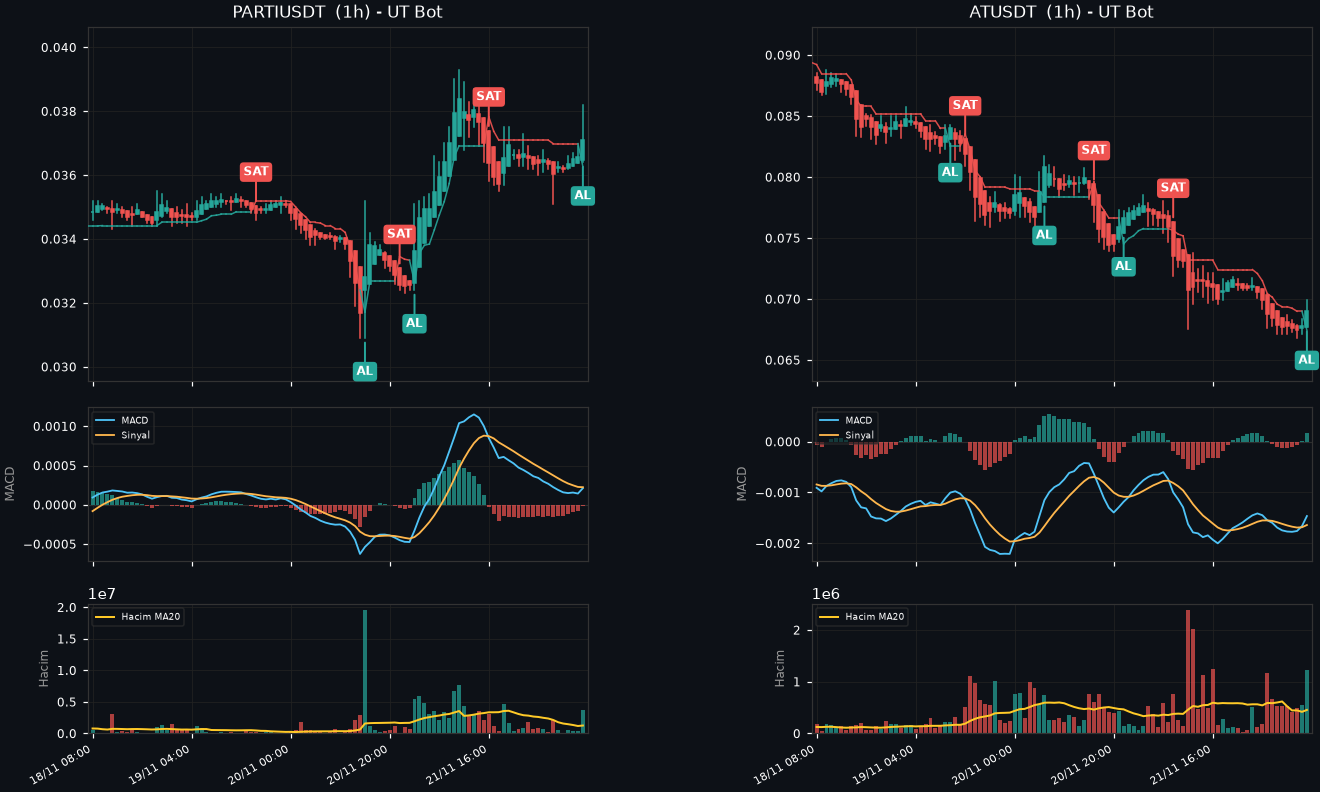 PARTIUSDT (1h) - UT Bot
0.040
0.038
0.036
0.034
0.032
0.030
SAT
SAT
SAT
AL
AL
AL
MACD
Sinyal
MACD
0.0010
0.0005
0.0000
−0.0005
1e7
Hacim MA20
Hacim
2.0
1.5
1.0
0.5
0.0
18/11 08:00
19/11 04:00
20/11 00:00
20/11 20:00
21/11 16:00
ATUSDT (1h) - UT Bot
0.090
0.085
0.080
0.075
0.070
0.065
SAT
SAT
SAT
AL
AL
AL
AL
MACD
Sinyal
MACD
0.000
−0.001
−0.002
1e6
Hacim MA20
Hacim
2
1
0
18/11 08:00
19/11 04:00
20/11 00:00
20/11 20:00
21/11 16:00